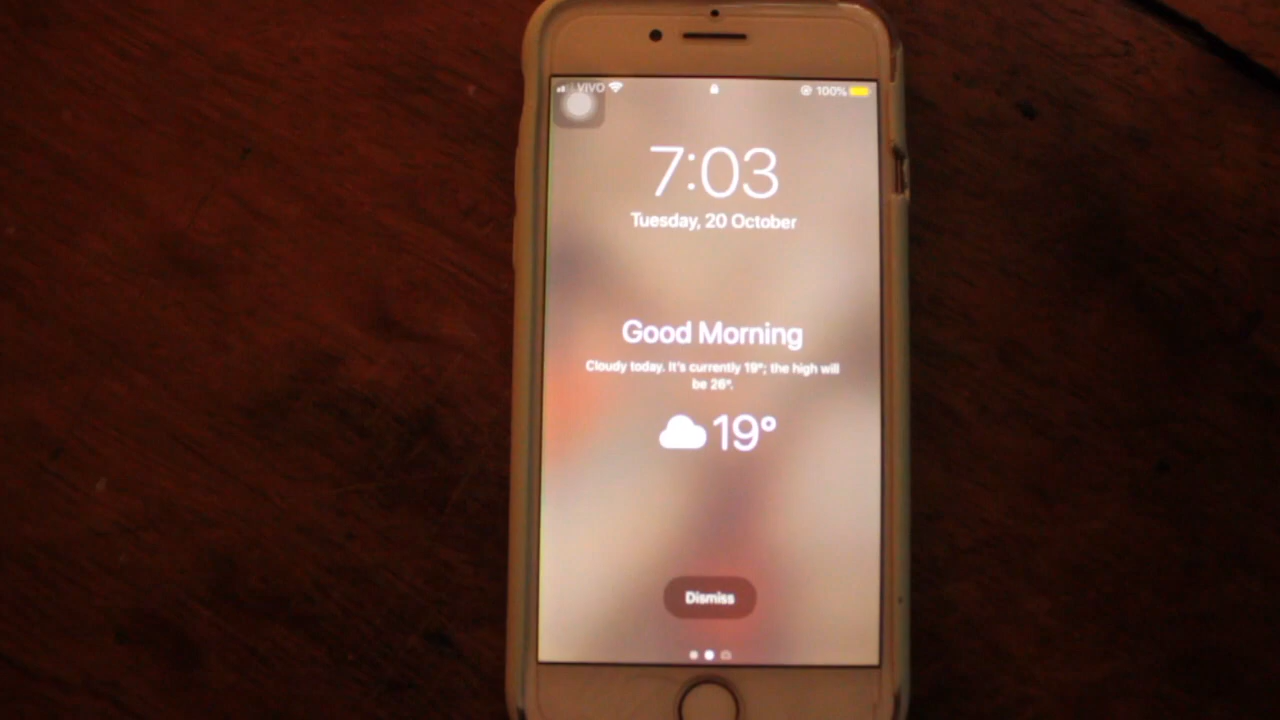 VIVO 100%
7:03
Tuesday, 20 October
Good Morning
Cloudy today. It's currently 19°; the high will
be 26°.
19°
Dismiss